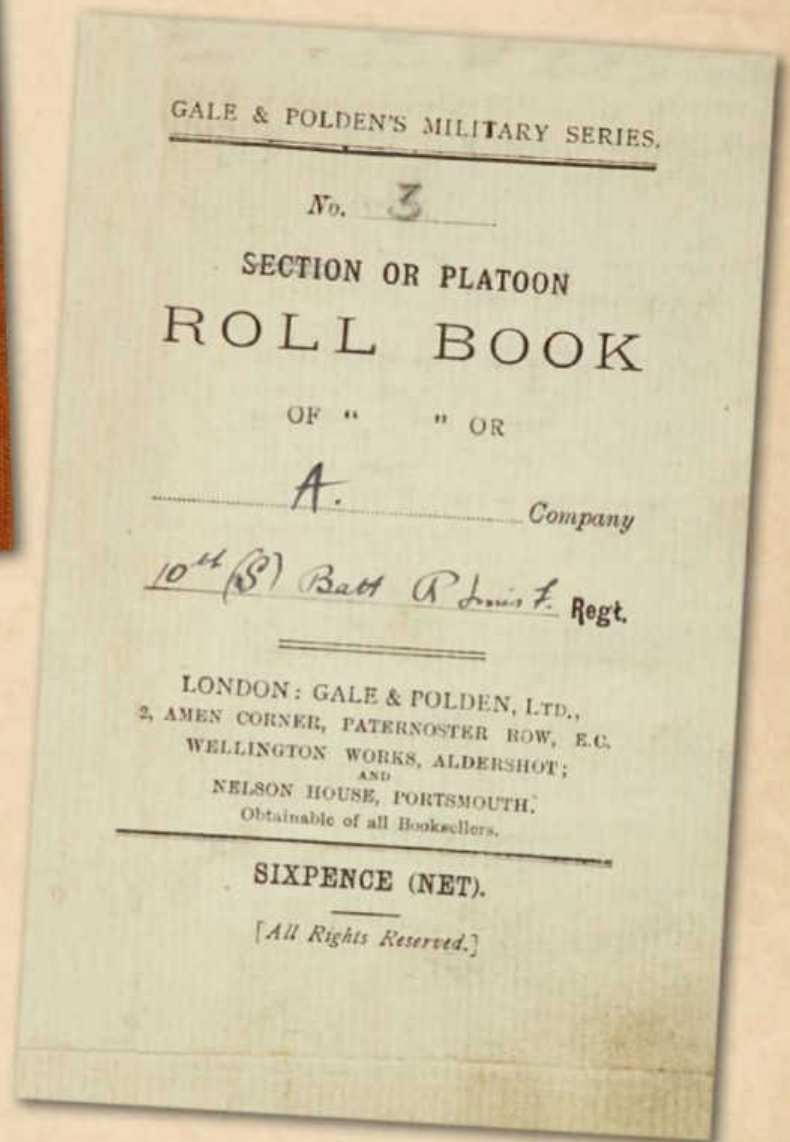 GALE & POLDEN'S MILITARY SERIES.
No. 3
SECTION OR PLATOON
ROLL BOOK
OF “ ” OR
A. Company
10th (S) Batt R Innis F. Regt.
LONDON: GALE & POLDEN, LTD.,
2, AMEN CORNER, PATERNOSTER ROW, E.C.
WELLINGTON WORKS, ALDERSHOT;
AND
NELSON HOUSE, PORTSMOUTH.
Obtainable of all Booksellers.
SIXPENCE (NET).
[All Rights Reserved.]